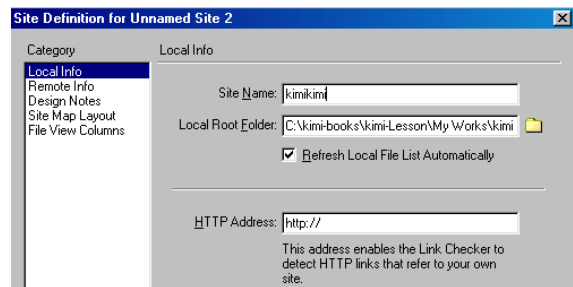 Site Definition for Unnamed Site 2
Category
Local Info
Local Info
Remote Info
Design Notes
Site Map Layout
File View Columns
Site Name: kimikimi
Local Root Folder: C:\kimi-books\kimi-Lesson\My Works\kimi
Refresh Local File List Automatically
HTTP Address: http://
This address enables the Link Checker to
detect HTTP links that refer to your own
site.